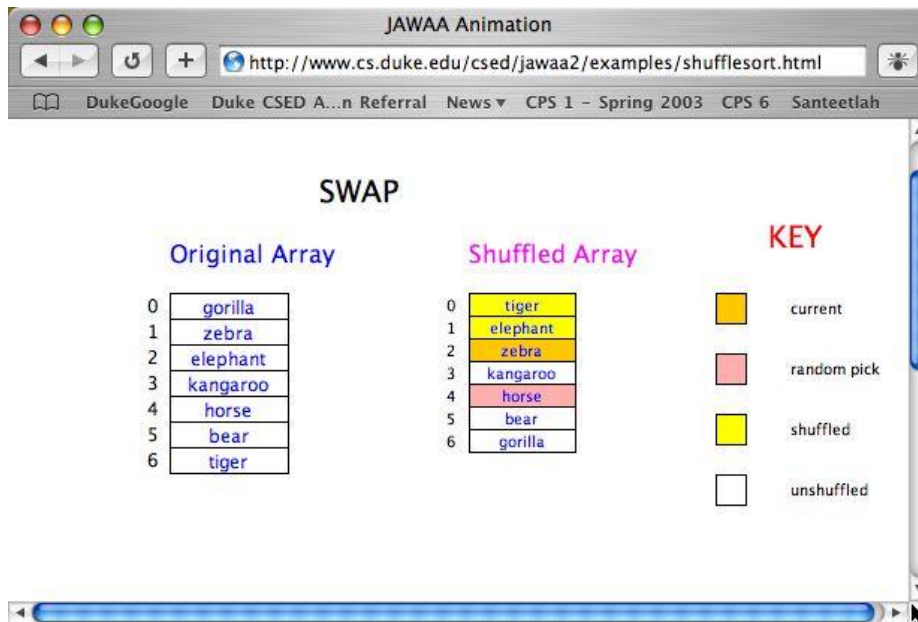 JAWAA Animation
http://www.cs.duke.edu/csed/jawaa2/examples/shufflesort.html
DukeGoogle Duke CSED A...n Referral News CPS 1 - Spring 2003 CPS 6 Santeetlah
SWAP
KEY
Original Array
0 gorilla
1 zebra
2 elephant
3 kangaroo
4 horse
5 bear
6 tiger
Shuffled Array
0 tiger
1 elephant
2 zebra
3 kangaroo
4 horse
5 bear
6 gorilla
current
random pick
shuffled
unshuffled